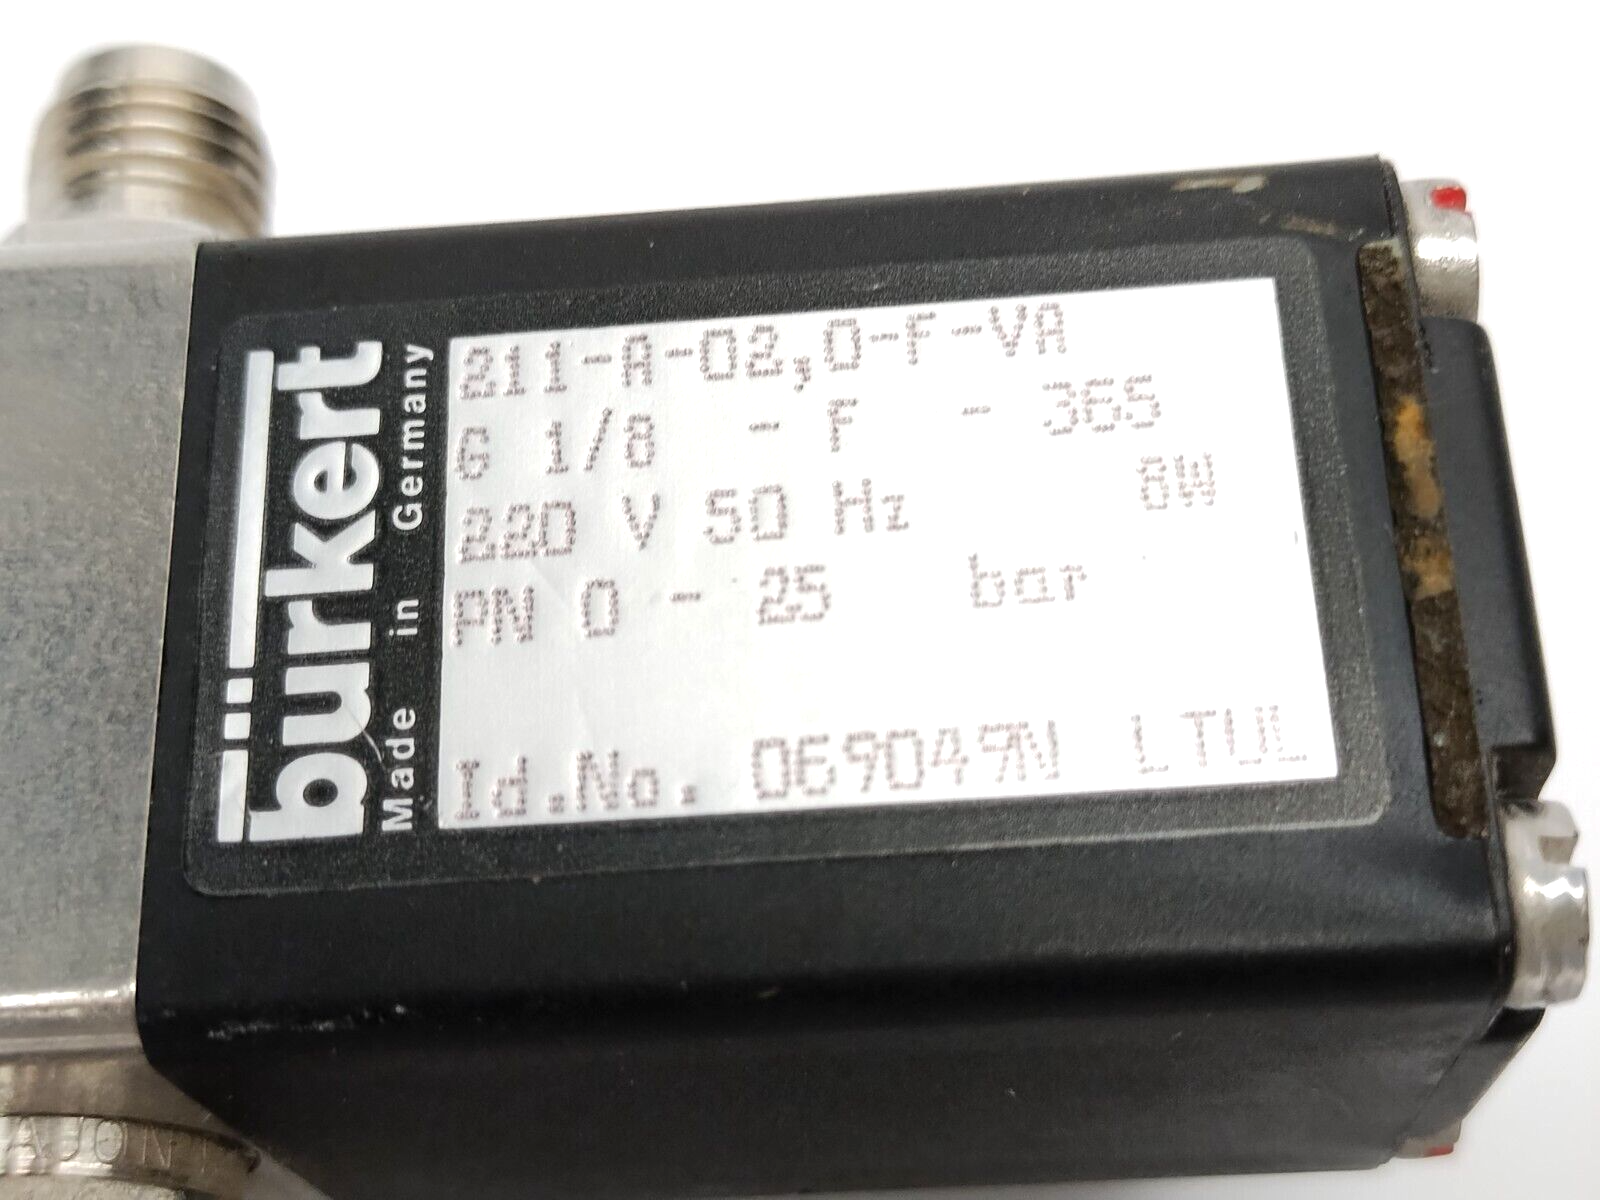 bürkert
Made in Germany
211-A-02,0-F-VA
G 1/8 - F - 355
220 V 50 Hz 8W
PN 0 - 25 bar
Id.No. 069049N LTUL